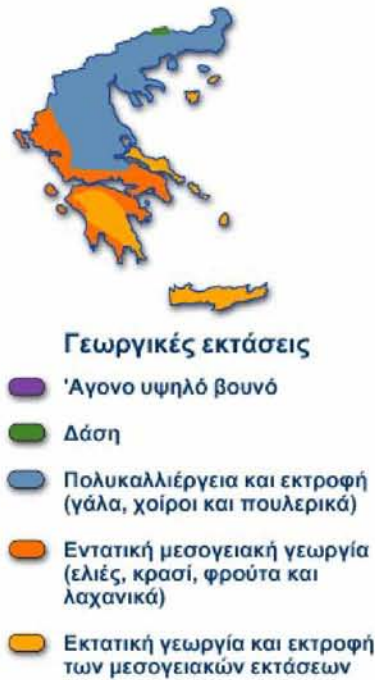 Γεωργικές εκτάσεις
'Αγονο υψηλό βουνό
Δάση
Πολυκαλλιέργεια και εκτροφή
(γάλα, χοίροι και πουλερικά)
Εντατική μεσογειακή γεωργία
(ελιές, κρασί, φρούτα και
λαχανικά)
Εκτατική γεωργία και εκτροφή
των μεσογειακών εκτάσεων